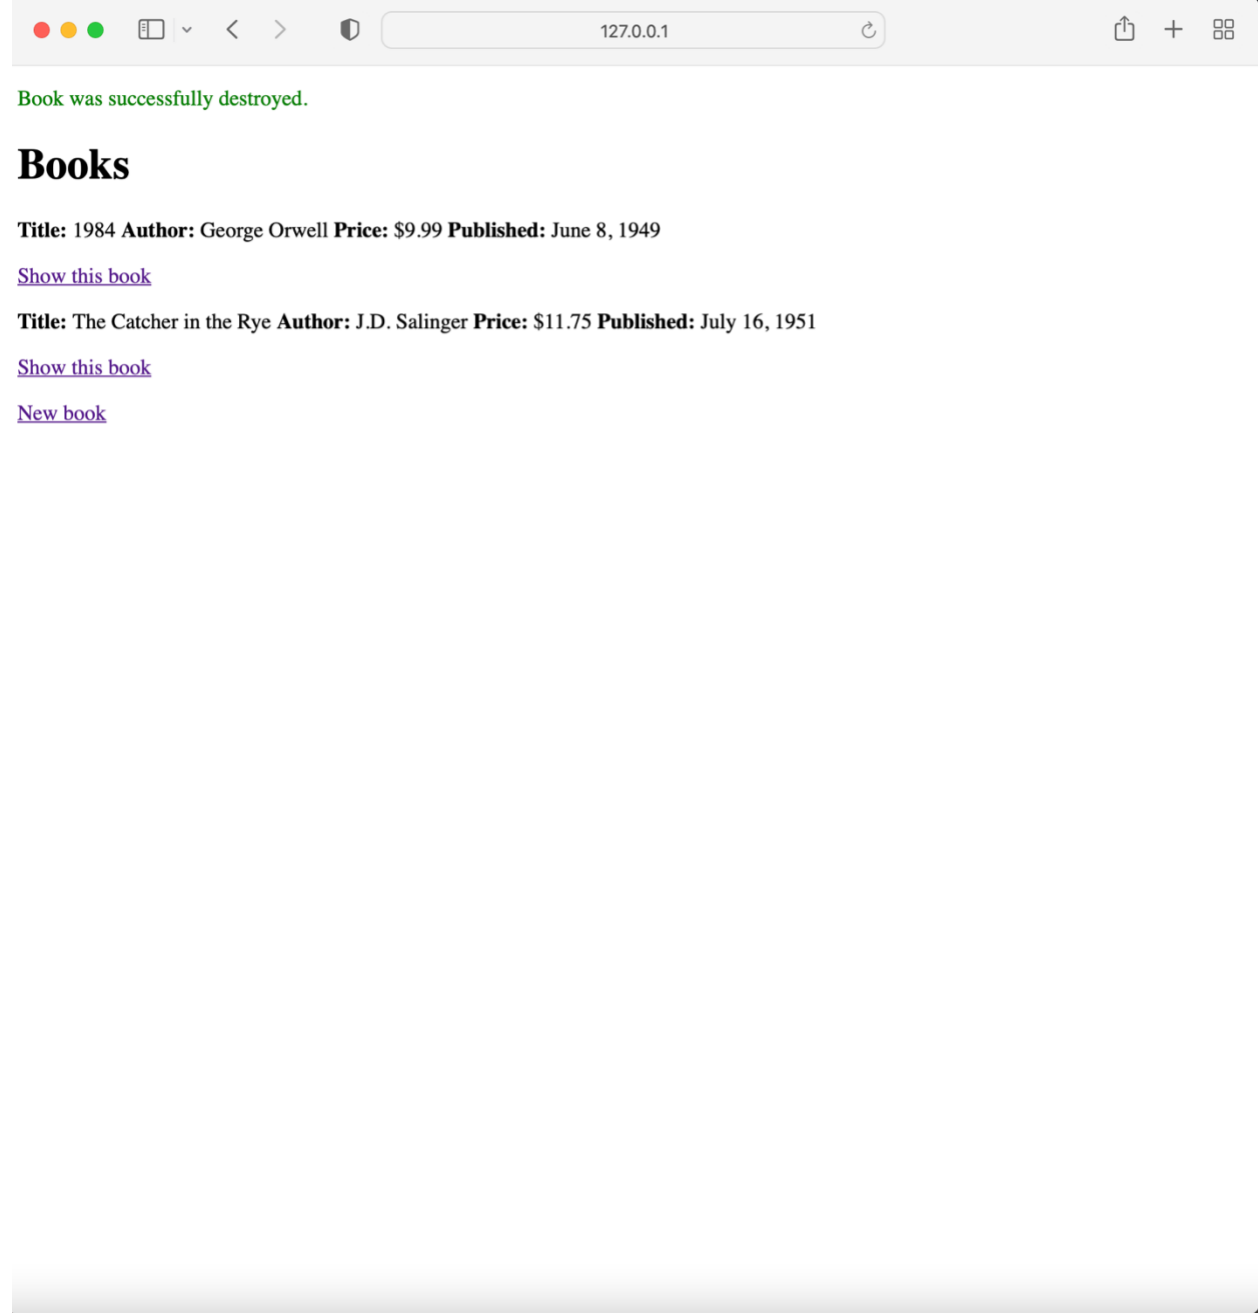 127.0.0.1
Book was successfully destroyed.
Books
Title: 1984 Author: George Orwell Price: $9.99 Published: June 8, 1949
Show this book
Title: The Catcher in the Rye Author: J.D. Salinger Price: $11.75 Published: July 16, 1951
Show this book
New book